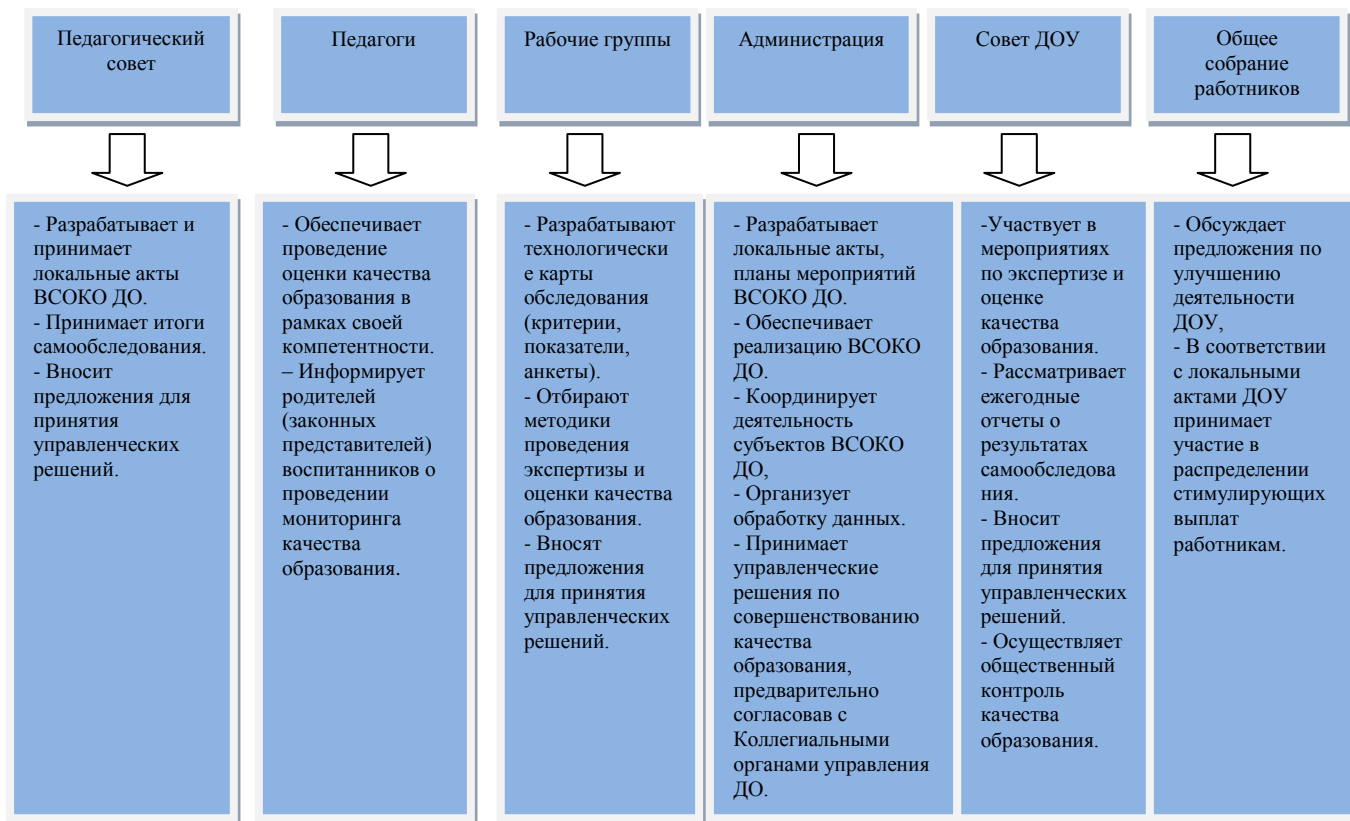 Педагогический
совет
Педагоги
Рабочие группы
Администрация
Совет ДОУ
Общее
собрание
работников
- Разрабатывает и
принимает
локальные акты
ВСОКО ДО.
- Принимает итоги
самообследования.
- Вносит
предложения для
принятия
управленческих
решений.
- Обеспечивает
проведение
оценки качества
образования в
рамках своей
компетентности.
– Информирует
родителей
(законных
представителей)
воспитанников о
проведении
мониторинга
качества
образования.
- Разрабатывают
технологически
е карты
обследования
(критерии,
показатели,
анкеты).
- Отбирают
методики
проведения
экспертизы и
оценки качества
образования.
- Вносят
предложения
для принятия
управленческих
решений.
- Разрабатывает
локальные акты,
планы мероприятий
ВСОКО ДО.
- Обеспечивает
реализацию ВСОКО
ДО.
- Координирует
деятельность
субъектов ВСОКО
ДО,
- Организует
обработку данных.
- Принимает
управленческие
решения по
совершенствованию
качества
образования,
предварительно
согласовав с
Коллегиальными
органами управления
ДО.
-Участвует в
мероприятиях
по экспертизе и
оценке
качества
образования.
- Рассматривает
ежегодные
отчеты о
результатах
самообследова
ния.
- Вносит
предложения
для принятия
управленческих
решений.
- Осуществляет
общественный
контроль
качества
образования.
- Обсуждает
предложения по
улучшению
деятельности
ДОУ,
- В соответствии
с локальными
актами ДОУ
принимает
участие в
распределении
стимулирующих
выплат
работникам.